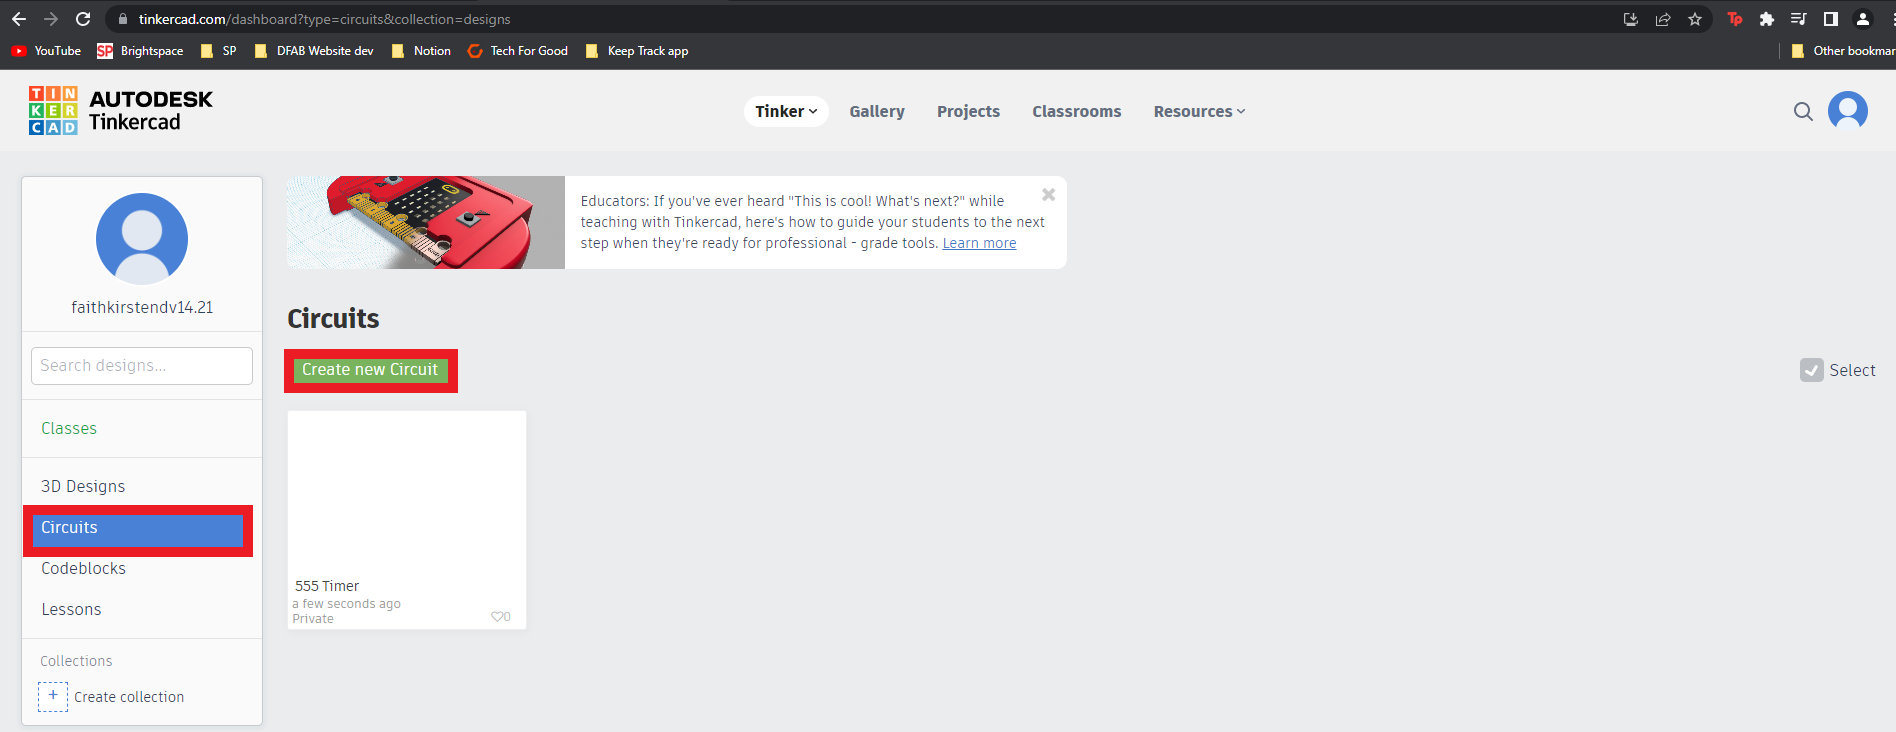 tinkercad.com/dashboard?type=circuits&collection=designs
YouTube SP Brightspace SP DFAB Website dev Notion Tech For Good Keep Track app Other bookmar
TIN
KER
CAD
AUTODESK
Tinkercad
Tinker Gallery Projects Classrooms Resources
faithkirstendv14.21
Search designs...
Classes
3D Designs
Circuits
Codeblocks
Lessons
Collections
+ Create collection
Educators: If you've ever heard "This is cool! What's next?" while
teaching with Tinkercad, here's how to guide your students to the next
step when they're ready for professional - grade tools. Learn more
Circuits
Create new Circuit
Select
555 Timer
a few seconds ago
Private
0